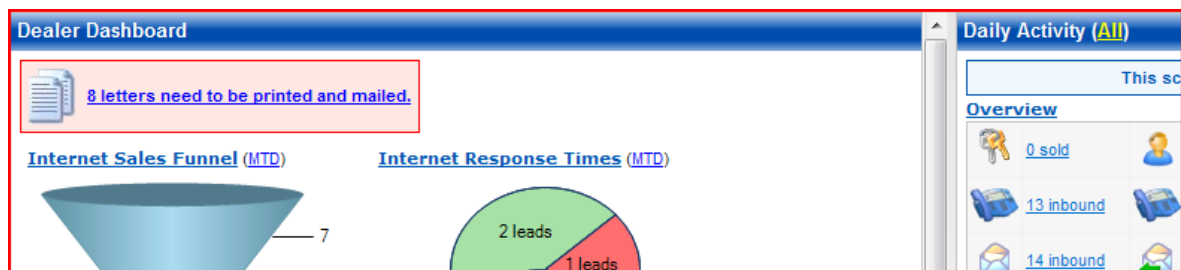 Dealer Dashboard
8 letters need to be printed and mailed.
Internet Sales Funnel (MTD)
Internet Response Times (MTD)
7
2 leads
1 leads
Daily Activity (All)
This sc
Overview
0 sold
13 inbound
14 inbound